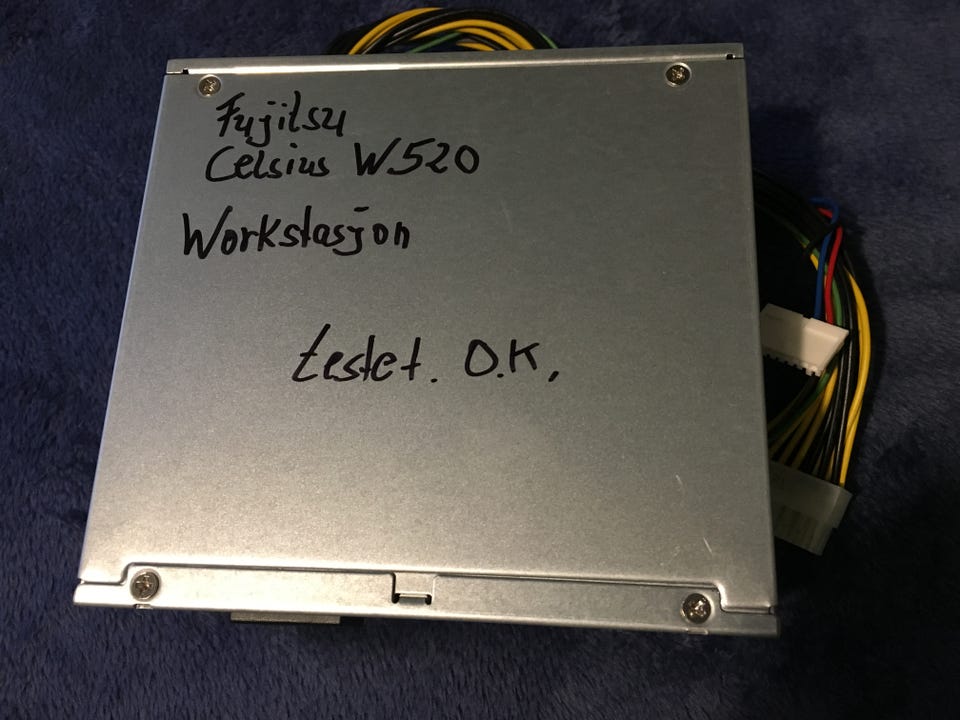 Fujitsu
Celsius W520
Workstasjon
testet. O.K,